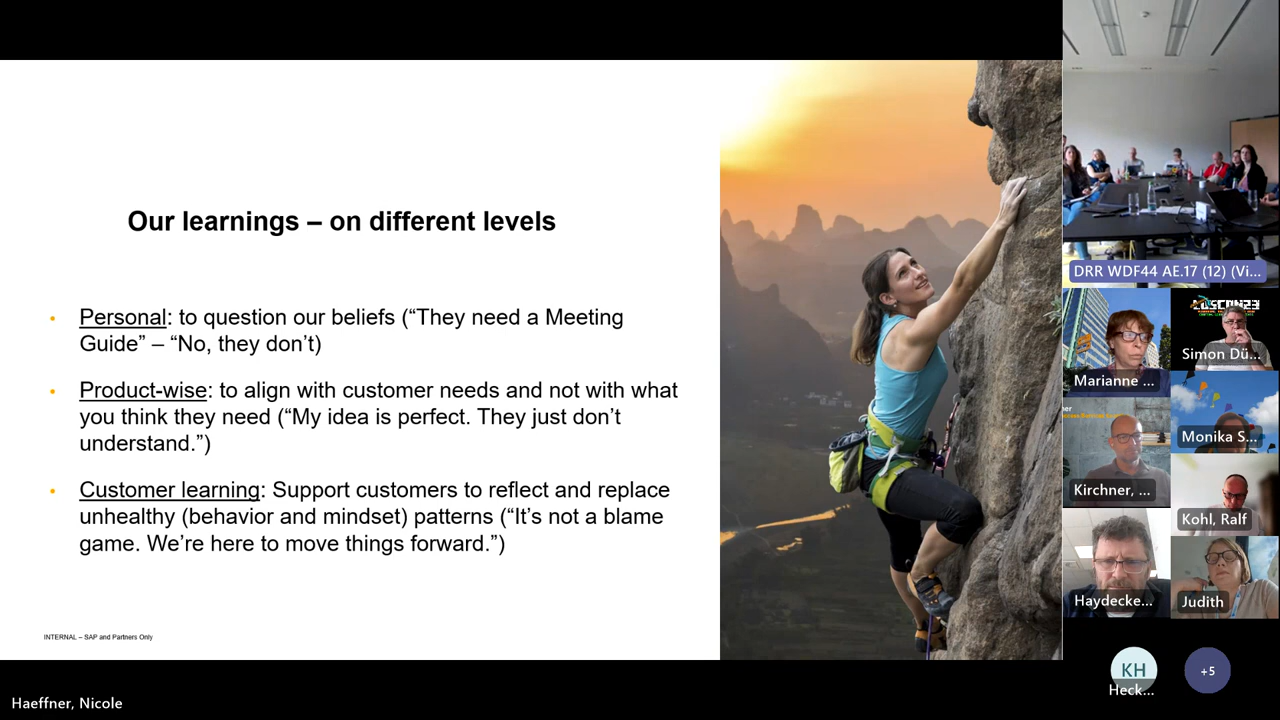 Our learnings – on different levels
• Personal: to question our beliefs (“They need a Meeting
Guide” – “No, they don’t)
• Product-wise: to align with customer needs and not with what
you think they need (“My idea is perfect. They just don’t
understand.”)
• Customer learning: Support customers to reflect and replace
unhealthy (behavior and mindset) patterns (“It’s not a blame
game. We’re here to move things forward.”)
INTERNAL – SAP and Partners Only
Haeffner, Nicole
DRR WDF44 AE.17 (12) (Vi...
Marianne ...
Simon Dü...
Kirchner, ...
Monika S...
Kohl, Ralf
Haydecke...
Judith
KH
Heck...
+5